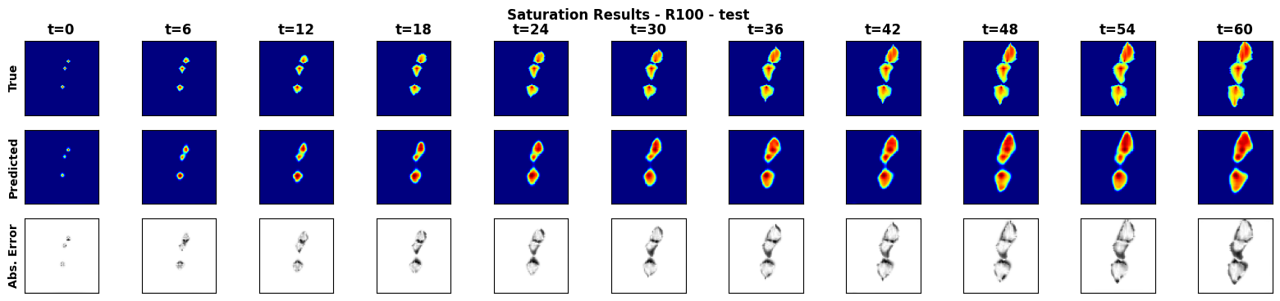 Saturation Results - R100 - test
t=0 t=6 t=12 t=18 t=24 t=30 t=36 t=42 t=48 t=54 t=60
True
Predicted
Abs. Error